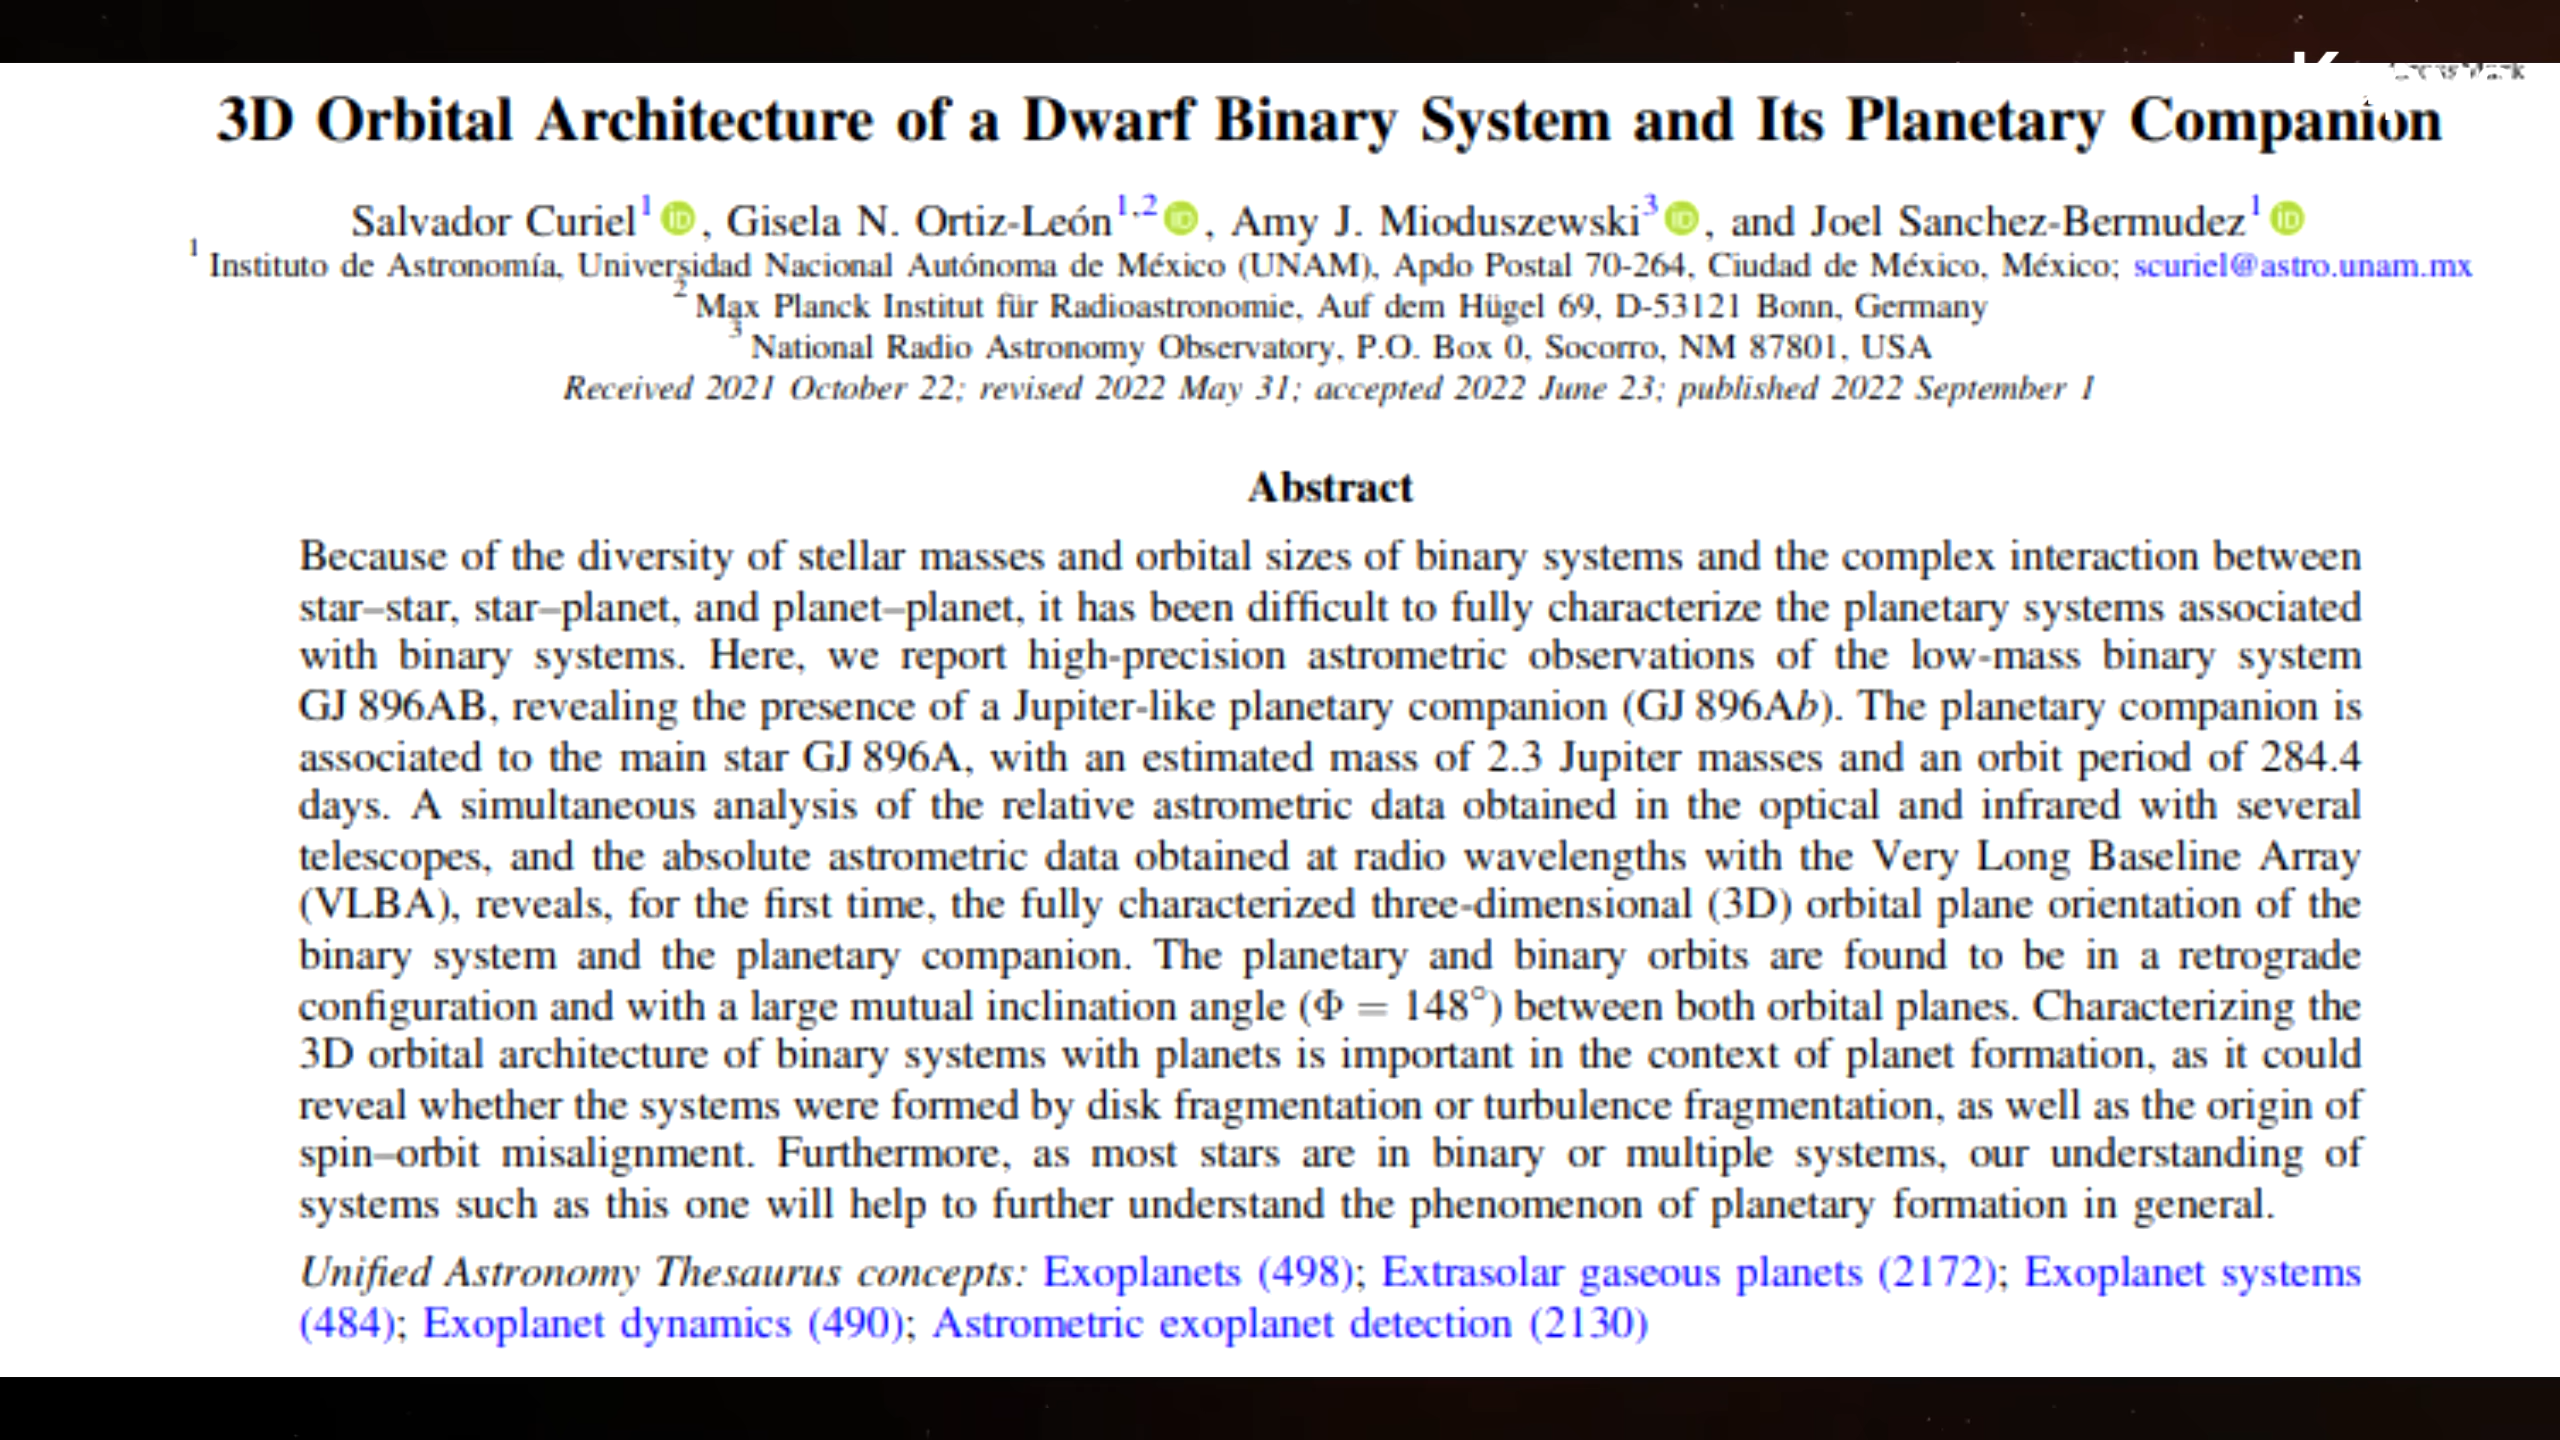 3D Orbital Architecture of a Dwarf Binary System and Its Planetary Companion
Salvador Curiel1 iD, Gisela N. Ortiz-León1,2 iD, Amy J. Mioduszewski3 iD, and Joel Sanchez-Bermudez1 iD
1 Instituto de Astronomía, Universidad Nacional Autónoma de México (UNAM), Apdo Postal 70-264, Ciudad de México, México; scuriel@astro.unam.mx
2 Max Planck Institut für Radioastronomie, Auf dem Hügel 69, D-53121 Bonn, Germany
3 National Radio Astronomy Observatory, P.O. Box 0, Socorro, NM 87801, USA
Received 2021 October 22; revised 2022 May 31; accepted 2022 June 23; published 2022 September 1
Abstract
Because of the diversity of stellar masses and orbital sizes of binary systems and the complex interaction between
star–star, star–planet, and planet–planet, it has been difficult to fully characterize the planetary systems associated
with binary systems. Here, we report high-precision astrometric observations of the low-mass binary system
GJ 896AB, revealing the presence of a Jupiter-like planetary companion (GJ 896Ab). The planetary companion is
associated to the main star GJ 896A, with an estimated mass of 2.3 Jupiter masses and an orbit period of 284.4
days. A simultaneous analysis of the relative astrometric data obtained in the optical and infrared with several
telescopes, and the absolute astrometric data obtained at radio wavelengths with the Very Long Baseline Array
(VLBA), reveals, for the first time, the fully characterized three-dimensional (3D) orbital plane orientation of the
binary system and the planetary companion. The planetary and binary orbits are found to be in a retrograde
configuration and with a large mutual inclination angle (Φ = 148°) between both orbital planes. Characterizing the
3D orbital architecture of binary systems with planets is important in the context of planet formation, as it could
reveal whether the systems were formed by disk fragmentation or turbulence fragmentation, as well as the origin of
spin–orbit misalignment. Furthermore, as most stars are in binary or multiple systems, our understanding of
systems such as this one will help to further understand the phenomenon of planetary formation in general.
Unified Astronomy Thesaurus concepts: Exoplanets (498); Extrasolar gaseous planets (2172); Exoplanet systems
(484); Exoplanet dynamics (490); Astrometric exoplanet detection (2130)